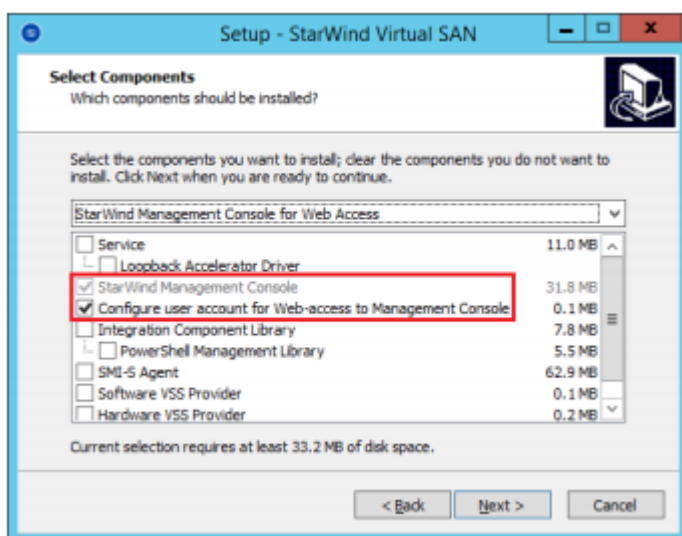 Setup - StarWind Virtual SAN
Select Components
Which components should be installed?
Select the components you want to install; clear the components you do not want to
install. Click Next when you are ready to continue.
StarWind Management Console for Web Access
Service 11.0 MB
Loopback Accelerator Driver
StarWind Management Console 31.8 MB
Configure user account for Web-access to Management Console 0.1 MB
Integration Component Library 7.8 MB
PowerShell Management Library 5.5 MB
SMI-S Agent 62.9 MB
Software VSS Provider 0.1 MB
Hardware VSS Provider 0.2 MB
Current selection requires at least 33.2 MB of disk space.
< Back Next > Cancel